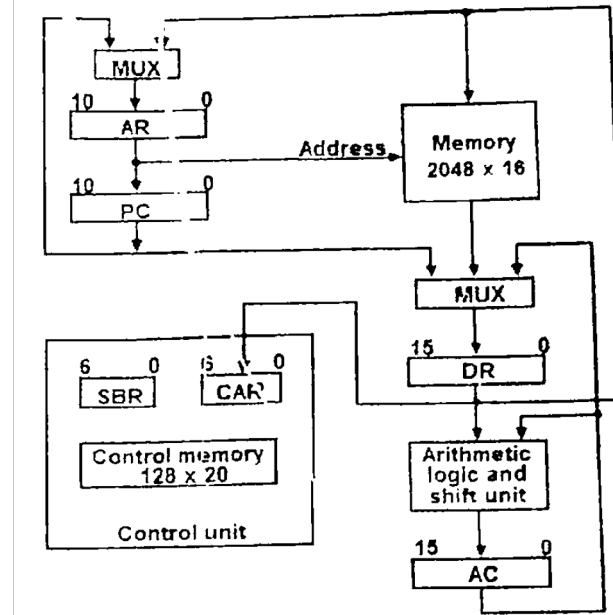 MUX
10 0
AR
Address
Memory
2048 x 16
10 0
PC
MUX
15 0
DR
6 0
SBR
6 0
CAR
Control memory
128 x 20
Control unit
Arithmetic
logic and
shift unit
15 0
AC